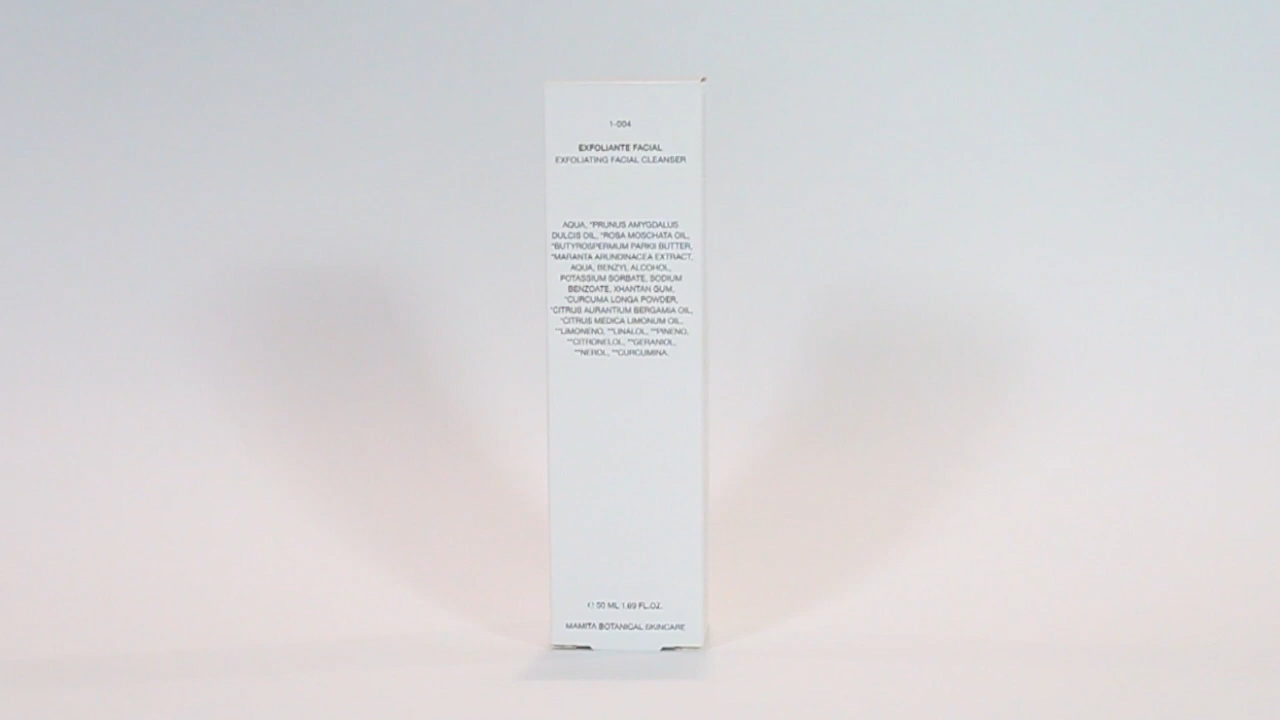 1-004
EXFOLIANTE FACIAL
EXFOLIATING FACIAL CLEANSER
AQUA, *PRUNUS AMYGDALUS
DULCIS OIL, *ROSA MOSCHATA OIL,
*BUTYROSPERMUM PARKII BUTTER,
*MARANTA ARUNDINACEA EXTRACT,
AQUA, BENZYL ALCOHOL,
POTASSIUM SORBATE, SODIUM
BENZOATE, XHANTAN GUM,
*CURCUMA LONGA POWDER,
*CITRUS AURANTIUM BERGAMIA OIL,
*CITRUS MEDICA LIMONUM OIL,
**LIMONENO, **LINALOL, **PINENO,
**CITRONELOL, **GERANIOL,
**NEROL, **CURCUMINA.
50 ML 1.69 FL.OZ.
MAMITA BOTANICAL SKINCARE